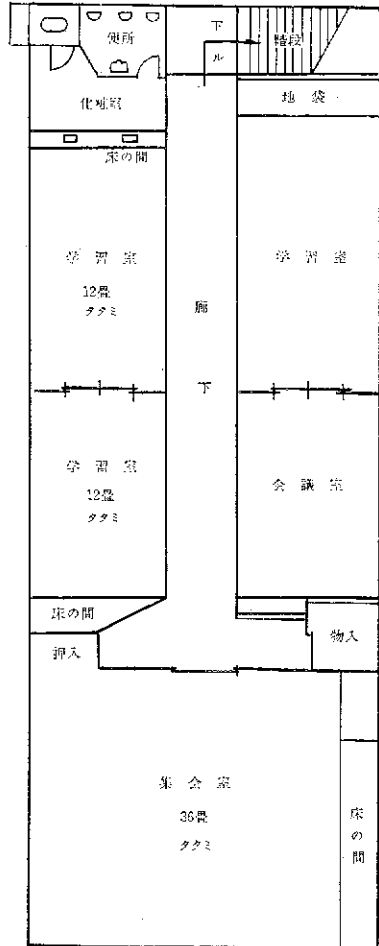 便所
下
ル
階段
化粧室
地袋
床の間
学習室
12畳
タタミ
学習室
廊
下
学習室
12畳
タタミ
会議室
床の間
押入
物入
集会室
36畳
タタミ
床
の
間